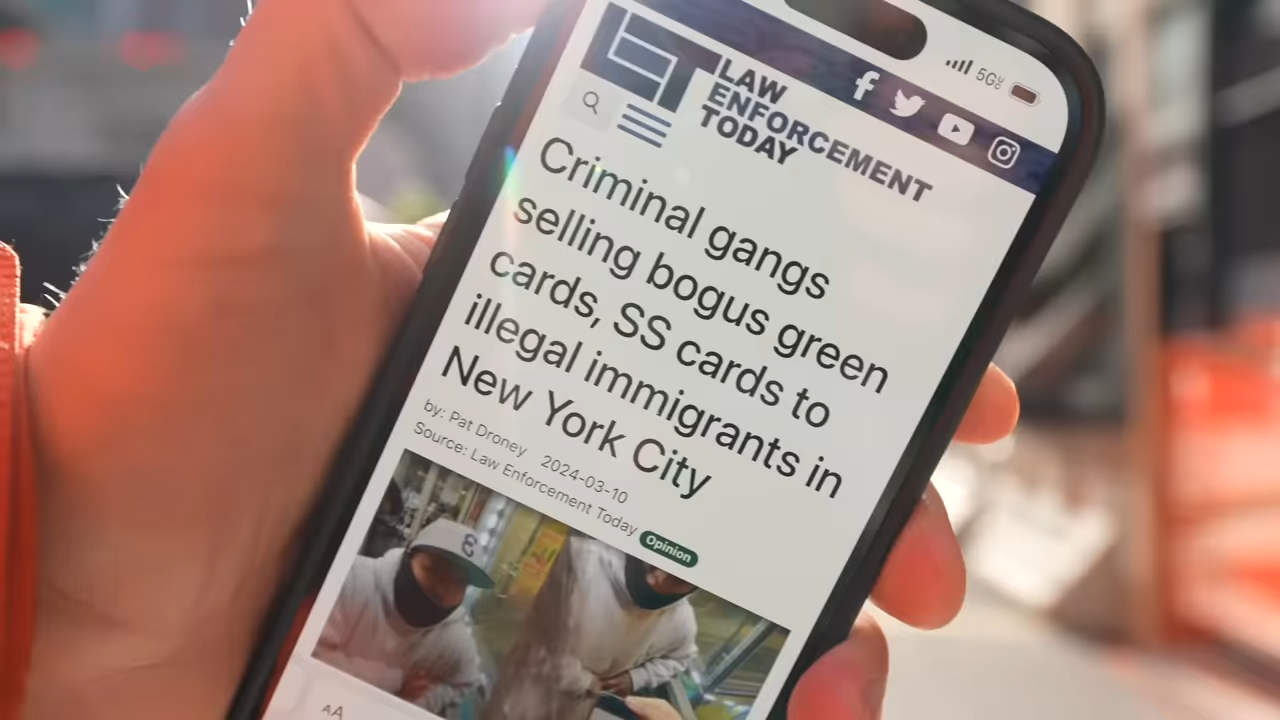 5G
LAW
ENFORCEMENT
TODAY
Criminal gangs
selling bogus green
cards, SS cards to
illegal immigrants in
New York City
by: Pat Droney 2024-03-10
Source: Law Enforcement Today Opinion
AA